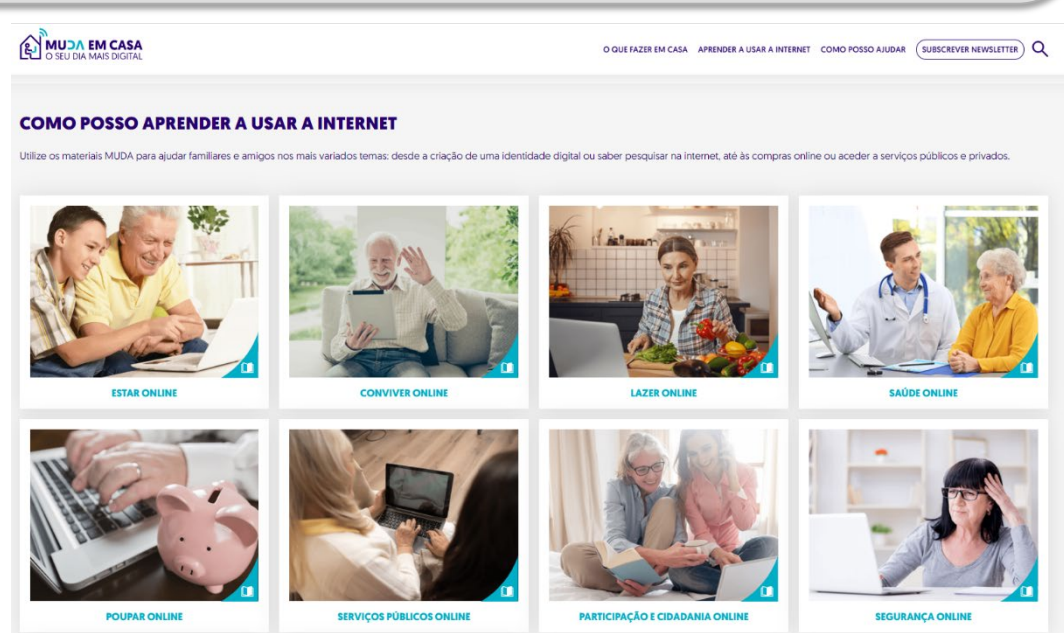 MUDA EM CASA
O SEU DIA MAIS DIGITAL
O QUE FAZER EM CASA APRENDER A USAR A INTERNET COMO POSSO AJUDAR SUBSCREVER NEWSLETTER
COMO POSSO APRENDER A USAR A INTERNET
Utilize os materiais MUDA para ajudar familiares e amigos nos mais variados temas: desde a criação de uma identidade digital ou saber pesquisar na internet, até às compras online ou aceder a serviços públicos e privados.
ESTAR ONLINE
CONVIVER ONLINE
LAZER ONLINE
SAÚDE ONLINE
POUPAR ONLINE
SERVIÇOS PÚBLICOS ONLINE
PARTICIPAÇÃO E CIDADANIA ONLINE
SEGURANÇA ONLINE